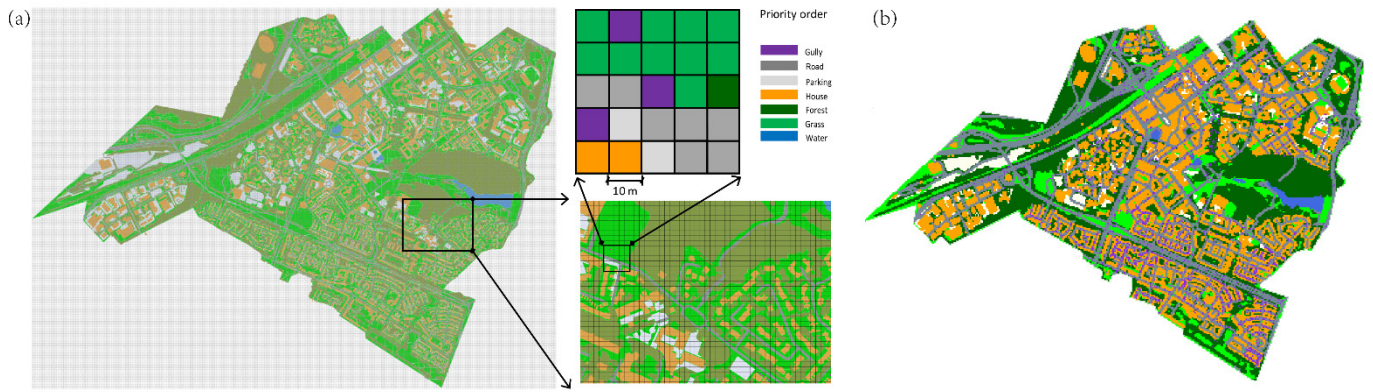 (a)
Priority order
Gully
Road
Parking
House
Forest
Grass
Water
10 m
(b)